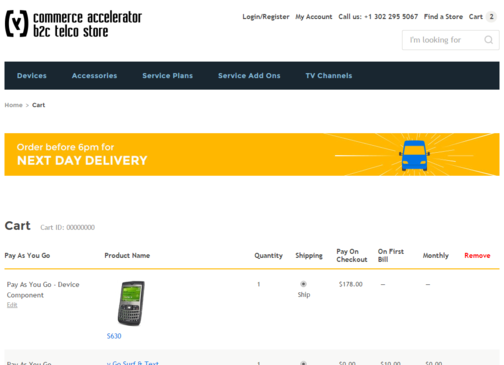 commerce accelerator
b2c telco store
Login/Register My Account Call us: +1 302 295 5067 Find a Store Cart 2
I'm looking for
Devices Accessories Service Plans Service Add Ons TV Channels
Home > Cart
Order before 6pm for
NEXT DAY DELIVERY
Cart Cart ID: 00000000
Pay As You Go Product Name Quantity Shipping Pay On Checkout On First Bill Monthly Remove
Pay As You Go - Device Component 1 $178.00 — —
Edit Ship
S630
Pay As You Go y Go Surf & Text 1 $0.00 $10.00 $0.00